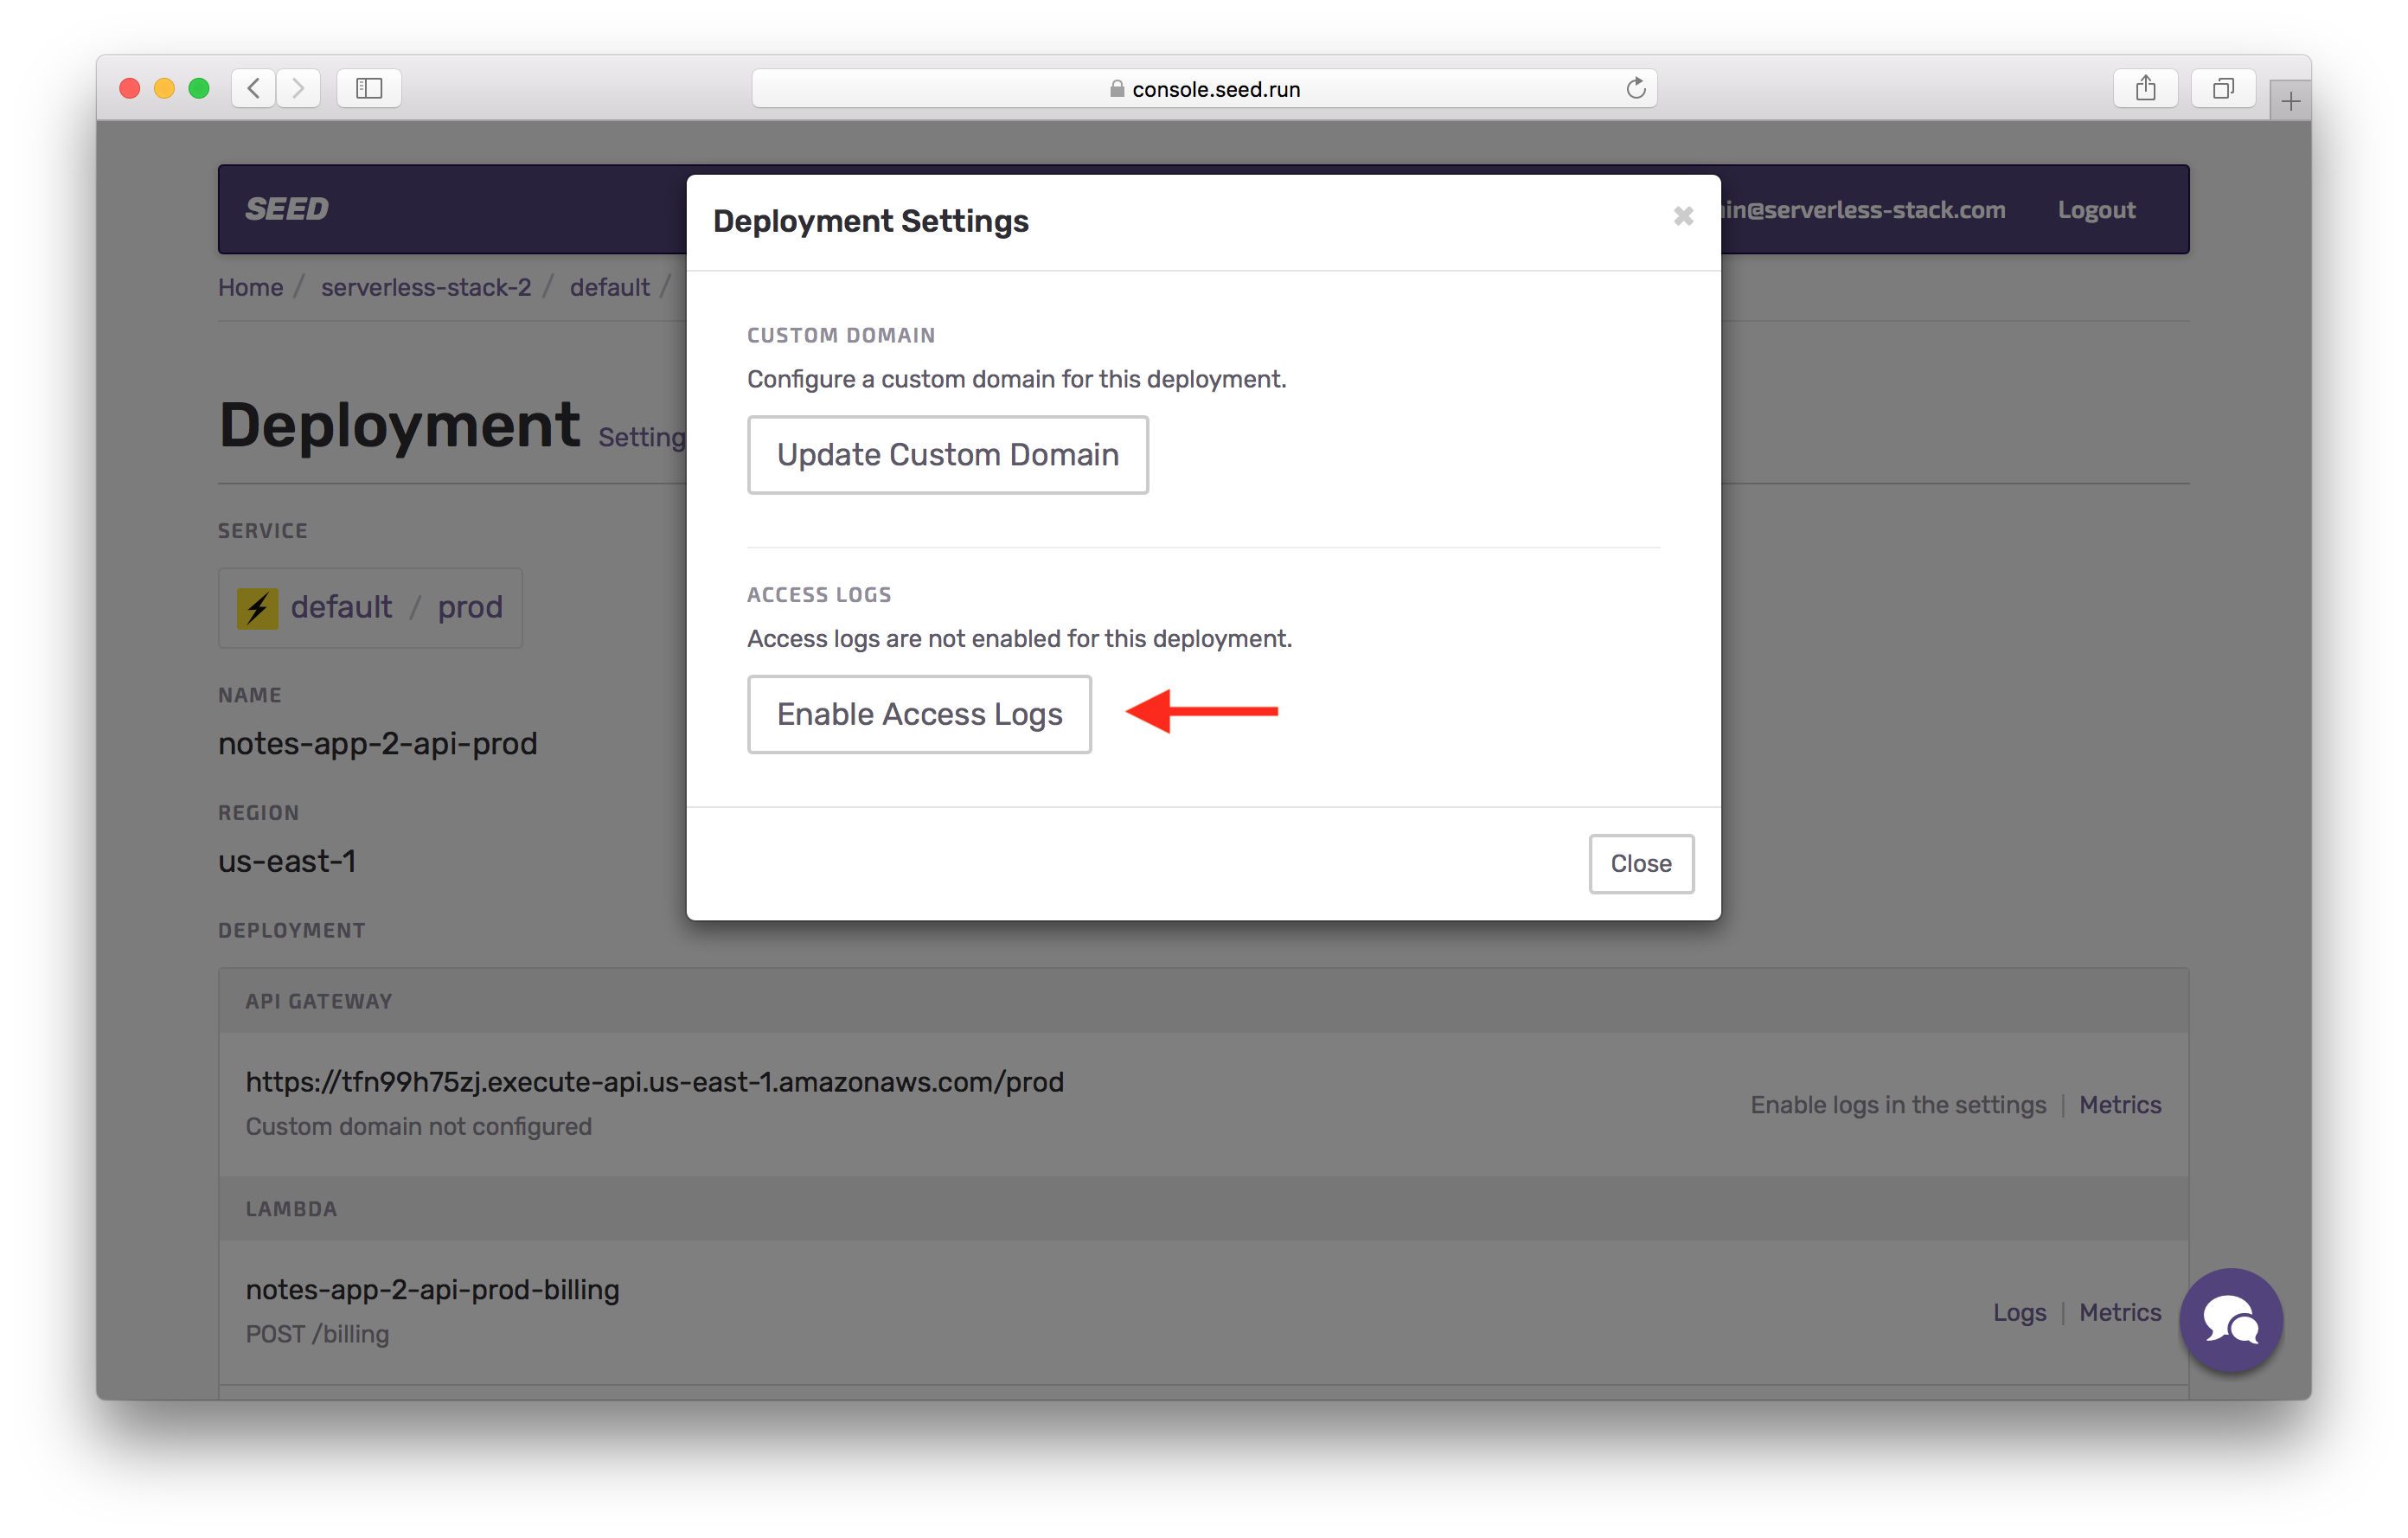 console.seed.run
SEED
in@serverless-stack.com
Logout
Home / serverless-stack-2 / default /
Deployment Settings
CUSTOM DOMAIN
Configure a custom domain for this deployment.
Update Custom Domain
ACCESS LOGS
Access logs are not enabled for this deployment.
Enable Access Logs
Close
Deployment Setting
SERVICE
default / prod
NAME
notes-app-2-api-prod
REGION
us-east-1
DEPLOYMENT
API GATEWAY
https://tfn99h75zj.execute-api.us-east-1.amazonaws.com/prod
Custom domain not configured
Enable logs in the settings | Metrics
LAMBDA
notes-app-2-api-prod-billing
POST /billing
Logs | Metrics